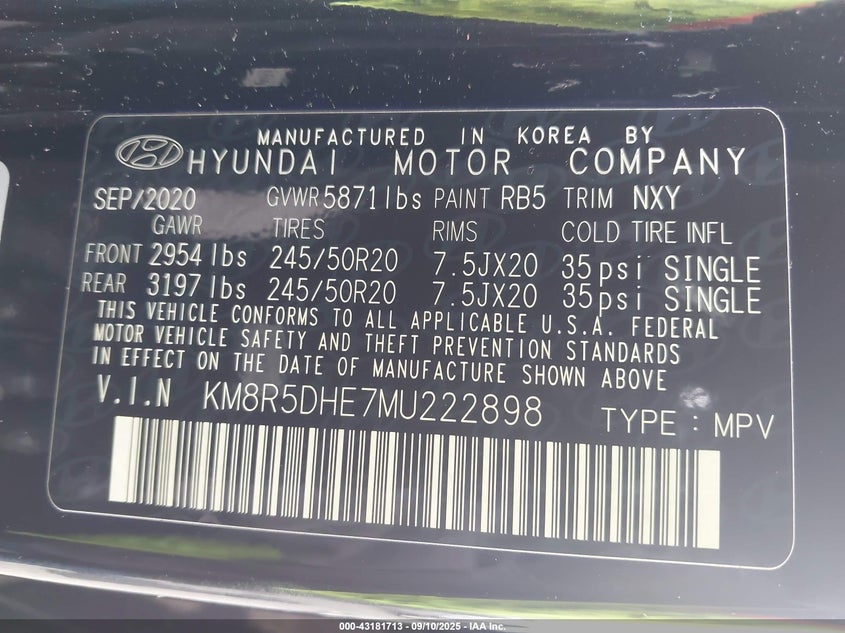 MANUFACTURED IN KOREA BY
HYUNDAI MOTOR COMPANY
SEP/2020 GVWR 5871lbs PAINT RB5 TRIM NXY
GAWR TIRES RIMS COLD TIRE INFL
FRONT 2954lbs 245/50R20 7.5JX20 35psi SINGLE
REAR 3197lbs 245/50R20 7.5JX20 35psi SINGLE
THIS VEHICLE CONFORMS TO ALL APPLICABLE U.S.A. FEDERAL
MOTOR VEHICLE SAFETY AND THEFT PREVENTION STANDARDS
IN EFFECT ON THE DATE OF MANUFACTURE SHOWN ABOVE
V.I.N KM8R5DHE7MU222898 TYPE : MPV
000-43181713 - 09/10/2025 - IAA Inc.